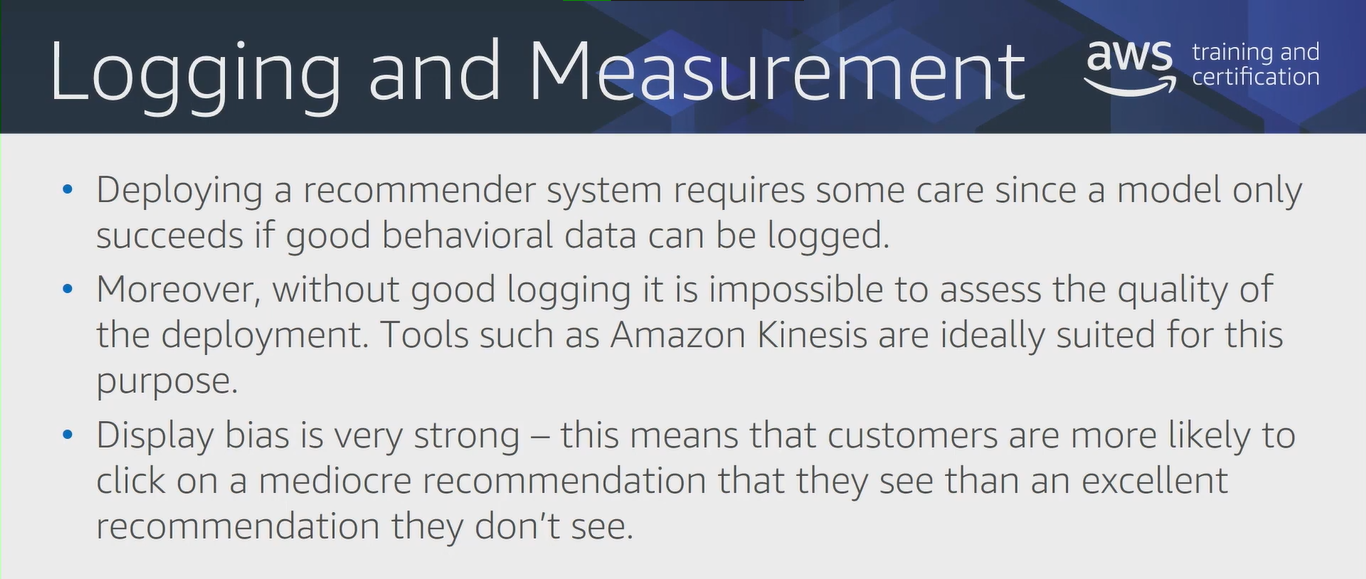 Logging and Measurement
aws training and
certification
• Deploying a recommender system requires some care since a model only
succeeds if good behavioral data can be logged.
• Moreover, without good logging it is impossible to assess the quality of
the deployment. Tools such as Amazon Kinesis are ideally suited for this
purpose.
• Display bias is very strong – this means that customers are more likely to
click on a mediocre recommendation that they see than an excellent
recommendation they don’t see.